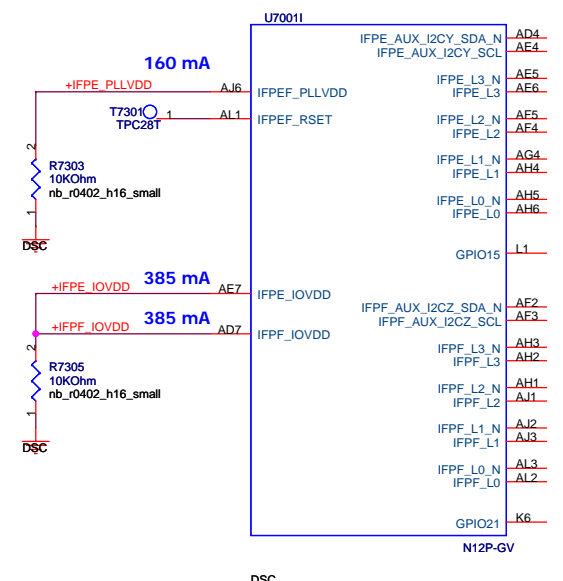 U7001I
160 mA
+IFPE_PLLVDD
AJ6
IFPEF_PLLVDD
T7301
TPC28T
1
AL1
IFPEF_RSET
2
R7303
10KOhm
nb_r0402_h16_small
1
DSC
385 mA
+IFPE_IOVDD
AE7
IFPE_IOVDD
385 mA
+IFPF_IOVDD
AD7
IFPF_IOVDD
2
R7305
10KOhm
nb_r0402_h16_small
1
DSC
IFPE_AUX_I2CY_SDA_N AD4
IFPE_AUX_I2CY_SCL AE4
IFPE_L3_N AE5
IFPE_L3 AE6
IFPE_L2_N AF5
IFPE_L2 AF4
IFPE_L1_N AG4
IFPE_L1 AH4
IFPE_L0_N AH5
IFPE_L0 AH6
GPIO15 L1
IFPF_AUX_I2CZ_SDA_N AF2
IFPF_AUX_I2CZ_SCL AF3
IFPF_L3_N AH3
IFPF_L3 AH2
IFPF_L2_N AH1
IFPF_L2 AJ1
IFPF_L1_N AJ2
IFPF_L1 AJ3
IFPF_L0_N AL3
IFPF_L0 AL2
GPIO21 K6
N12P-GV
DSC